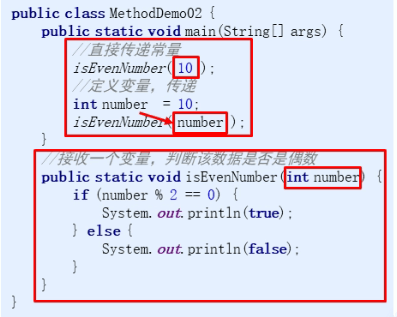 public class MethodDemo02 {
public static void main(String[] args) {
//直接传递常量
isEvenNumber( 10 );
//定义变量，传递
int number = 10;
isEvenNumber( number );
}
//接收一个变量，判断该数据是否是偶数
public static void isEvenNumber(int number) {
if (number % 2 == 0) {
System.out.println(true);
} else {
System.out.println(false);
}
}
}